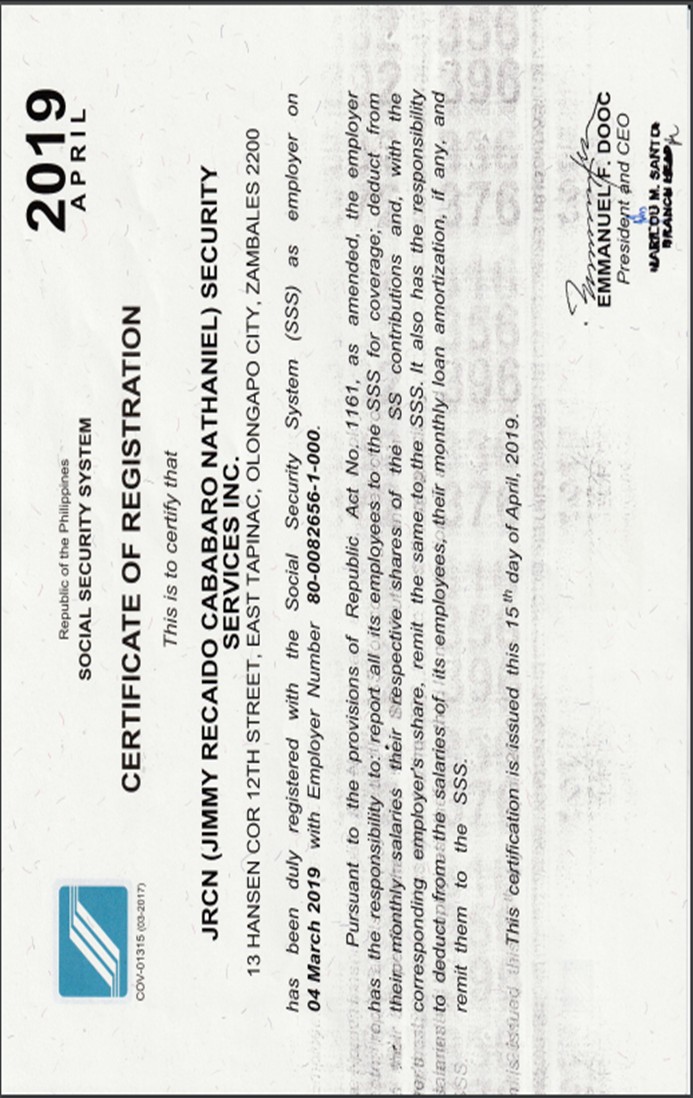 2019
APRIL
Republic of the Philippines
SOCIAL SECURITY SYSTEM
COV-01315 (03-2017)
CERTIFICATE OF REGISTRATION
This is to certify that
JRCN (JIMMY RECAIDO CABABARO NATHANIEL) SECURITY
SERVICES INC.
13 HANSEN COR 12TH STREET, EAST TAPINAC, OLONGAPO CITY, ZAMBALES 2200
has been duly registered with the Social Security System (SSS) as employer on
04 March 2019 with Employer Number 80-0082656-1-000.
Pursuant to the provisions of Republic Act No. 1161, as amended, the employer
has the responsibility to: report all its employees to the SSS for coverage; deduct from
their monthly salaries their respective shares of the SS contributions and, with the
corresponding employer's share, remit the same to the SSS. It also has the responsibility
to deduct from the salaries of its employees, their monthly loan amortization, if any, and
remit them to the SSS.
This certification is issued this 15th day of April, 2019.
EMMANUEL F. DOOC
President and CEO
M. SANTO
BRANCH HEAD